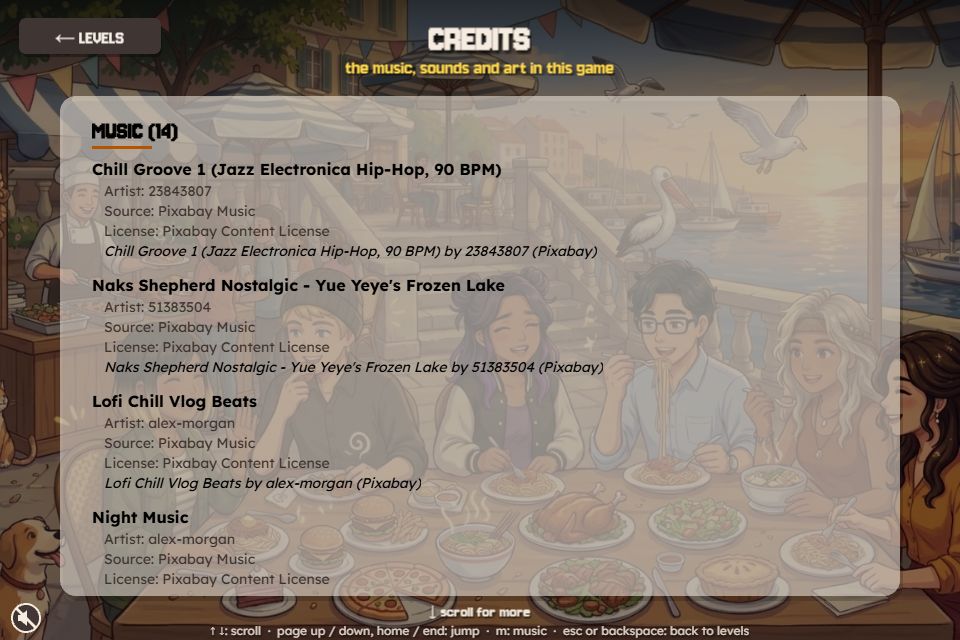 ← LEVELS
CREDITS
the music, sounds and art in this game
MUSIC (14)
Chill Groove 1 (Jazz Electronica Hip-Hop, 90 BPM)
Artist: 23843807
Source: Pixabay Music
License: Pixabay Content License
Chill Groove 1 (Jazz Electronica Hip-Hop, 90 BPM) by 23843807 (Pixabay)
Naks Shepherd Nostalgic - Yue Yeye's Frozen Lake
Artist: 51383504
Source: Pixabay Music
License: Pixabay Content License
Naks Shepherd Nostalgic - Yue Yeye's Frozen Lake by 51383504 (Pixabay)
Lofi Chill Vlog Beats
Artist: alex-morgan
Source: Pixabay Music
License: Pixabay Content License
Lofi Chill Vlog Beats by alex-morgan (Pixabay)
Night Music
Artist: alex-morgan
Source: Pixabay Music
License: Pixabay Content License
↓ scroll for more
↑ ↓: scroll · page up / down, home / end: jump · m: music · esc or backspace: back to levels